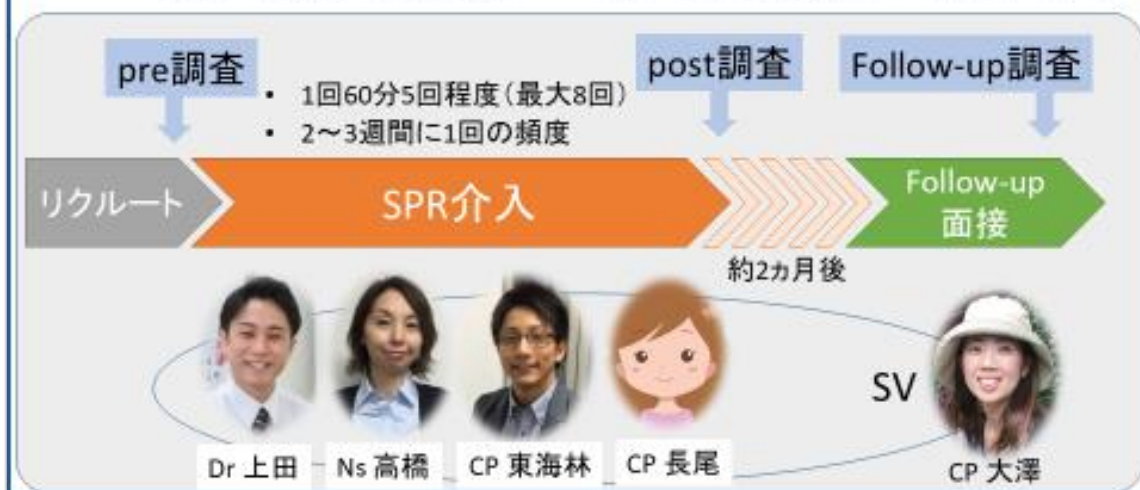 pre調査
post調査
Follow-up調査
• 1回60分5回程度(最大8回)
• 2～3週間に1回の頻度
リクルート
SPR介入
Follow-up
面接
約2ヵ月後
SV
Dr 上田
Ns 高橋
CP 東海林
CP 長尾
CP 大澤